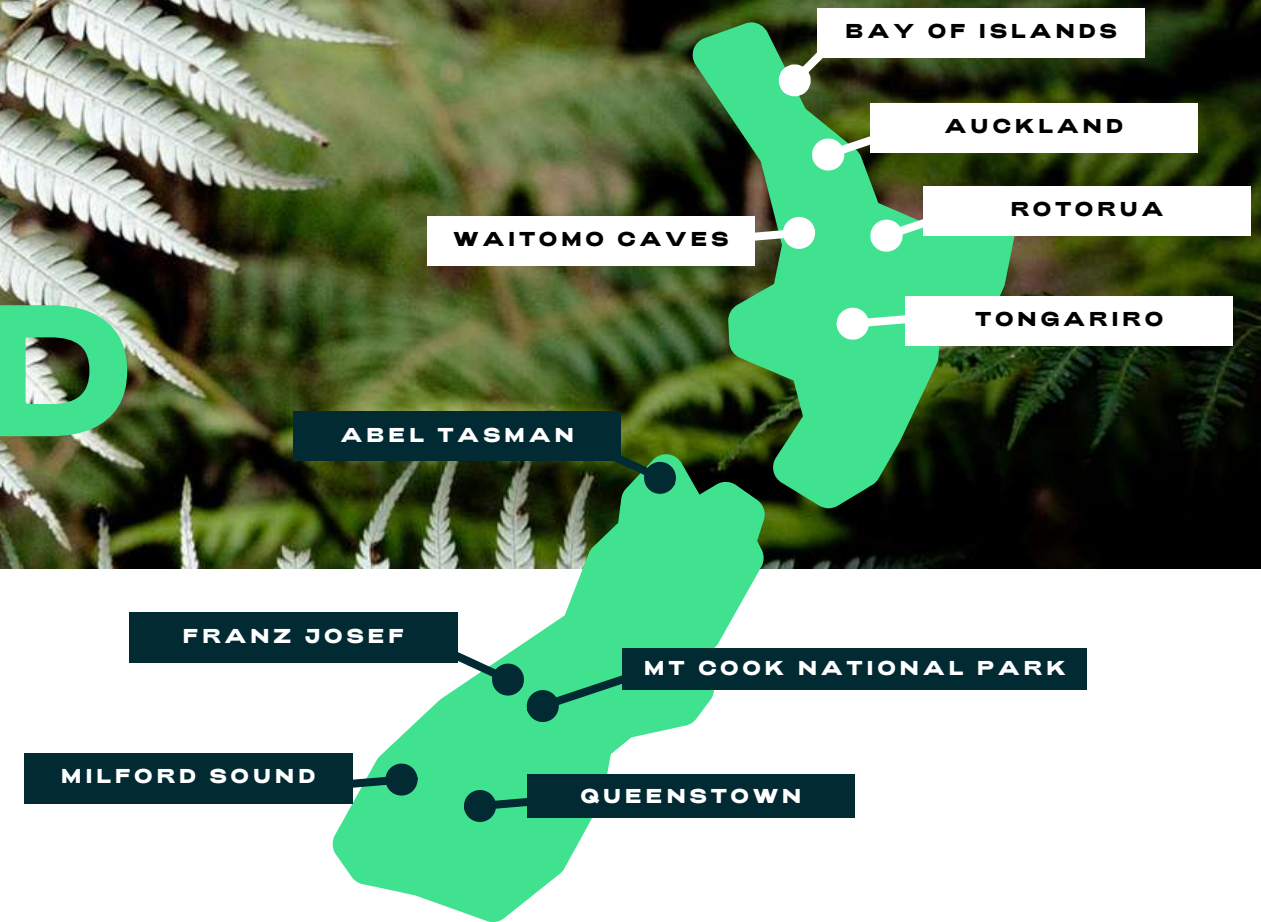 BAY OF ISLANDS
AUCKLAND
ROTORUA
WAITOMO CAVES
TONGARIRO
D
ABEL TASMAN
FRANZ JOSEF
MT COOK NATIONAL PARK
MILFORD SOUND
QUEENSTOWN